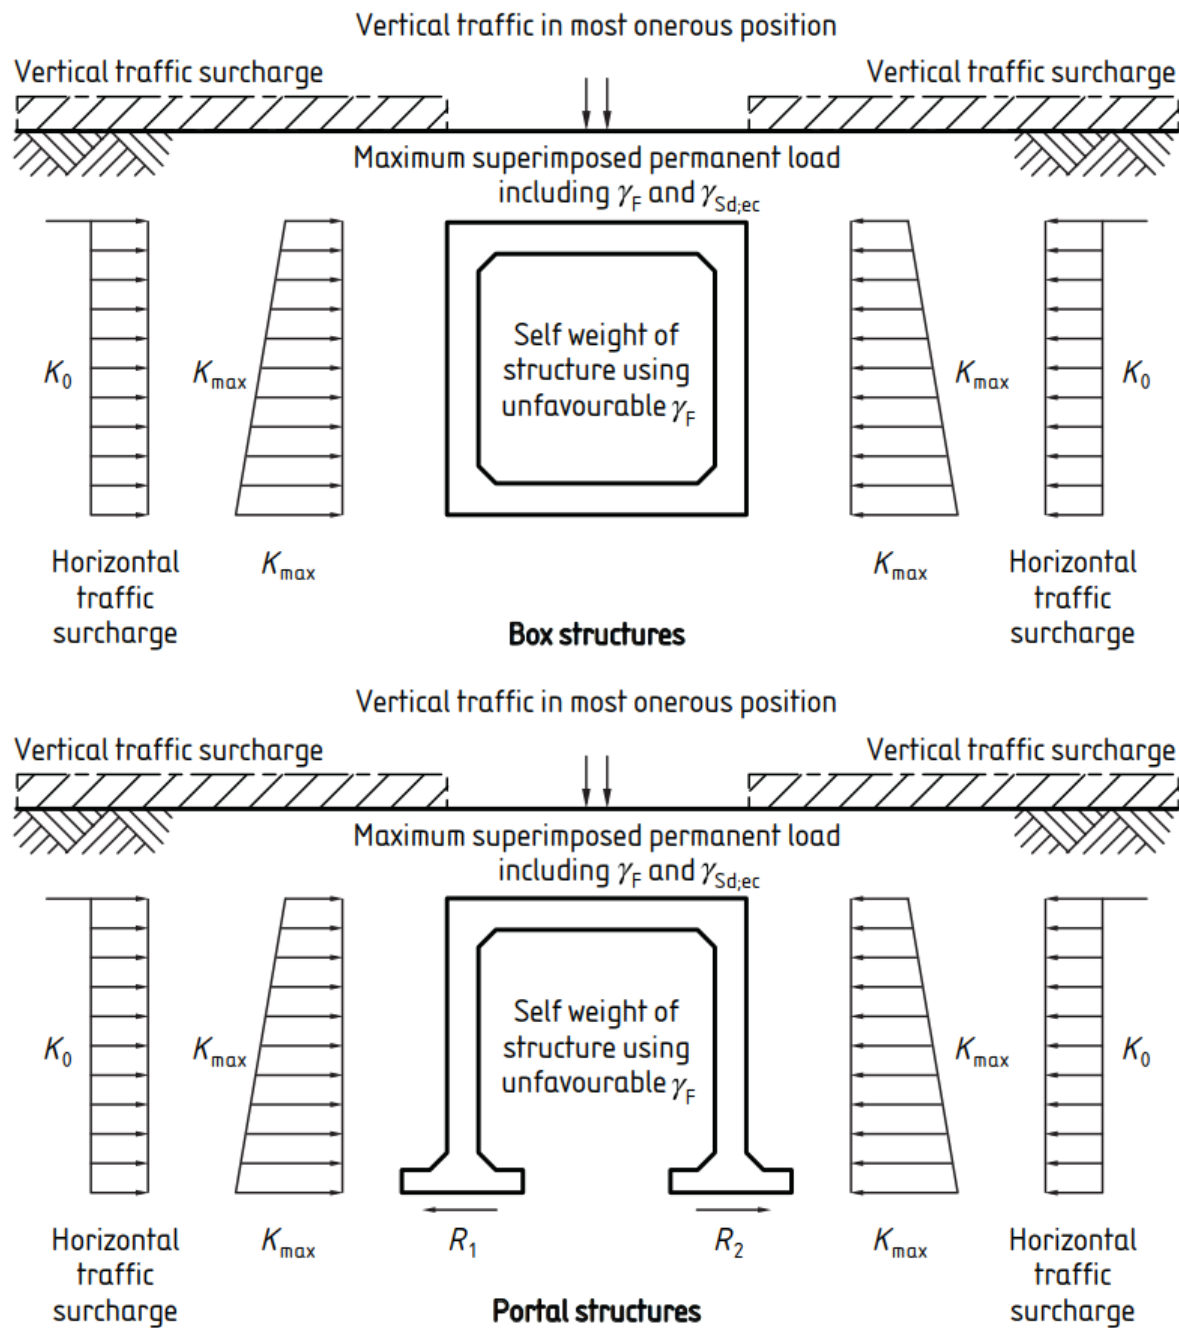 Vertical traffic in most onerous position
Vertical traffic surcharge
Vertical traffic surcharge
Maximum superimposed permanent load
including γF and γSd;ec
Self weight of
structure using
unfavourable γF
K0
Kmax
Kmax
K0
Horizontal
traffic
surcharge
Kmax
Kmax
Horizontal
traffic
surcharge
Box structures
Vertical traffic in most onerous position
Vertical traffic surcharge
Vertical traffic surcharge
Maximum superimposed permanent load
including γF and γSd;ec
Self weight of
structure using
unfavourable γF
K0
Kmax
Kmax
K0
Horizontal
traffic
surcharge
Kmax
R1
R2
Kmax
Horizontal
traffic
surcharge
Portal structures